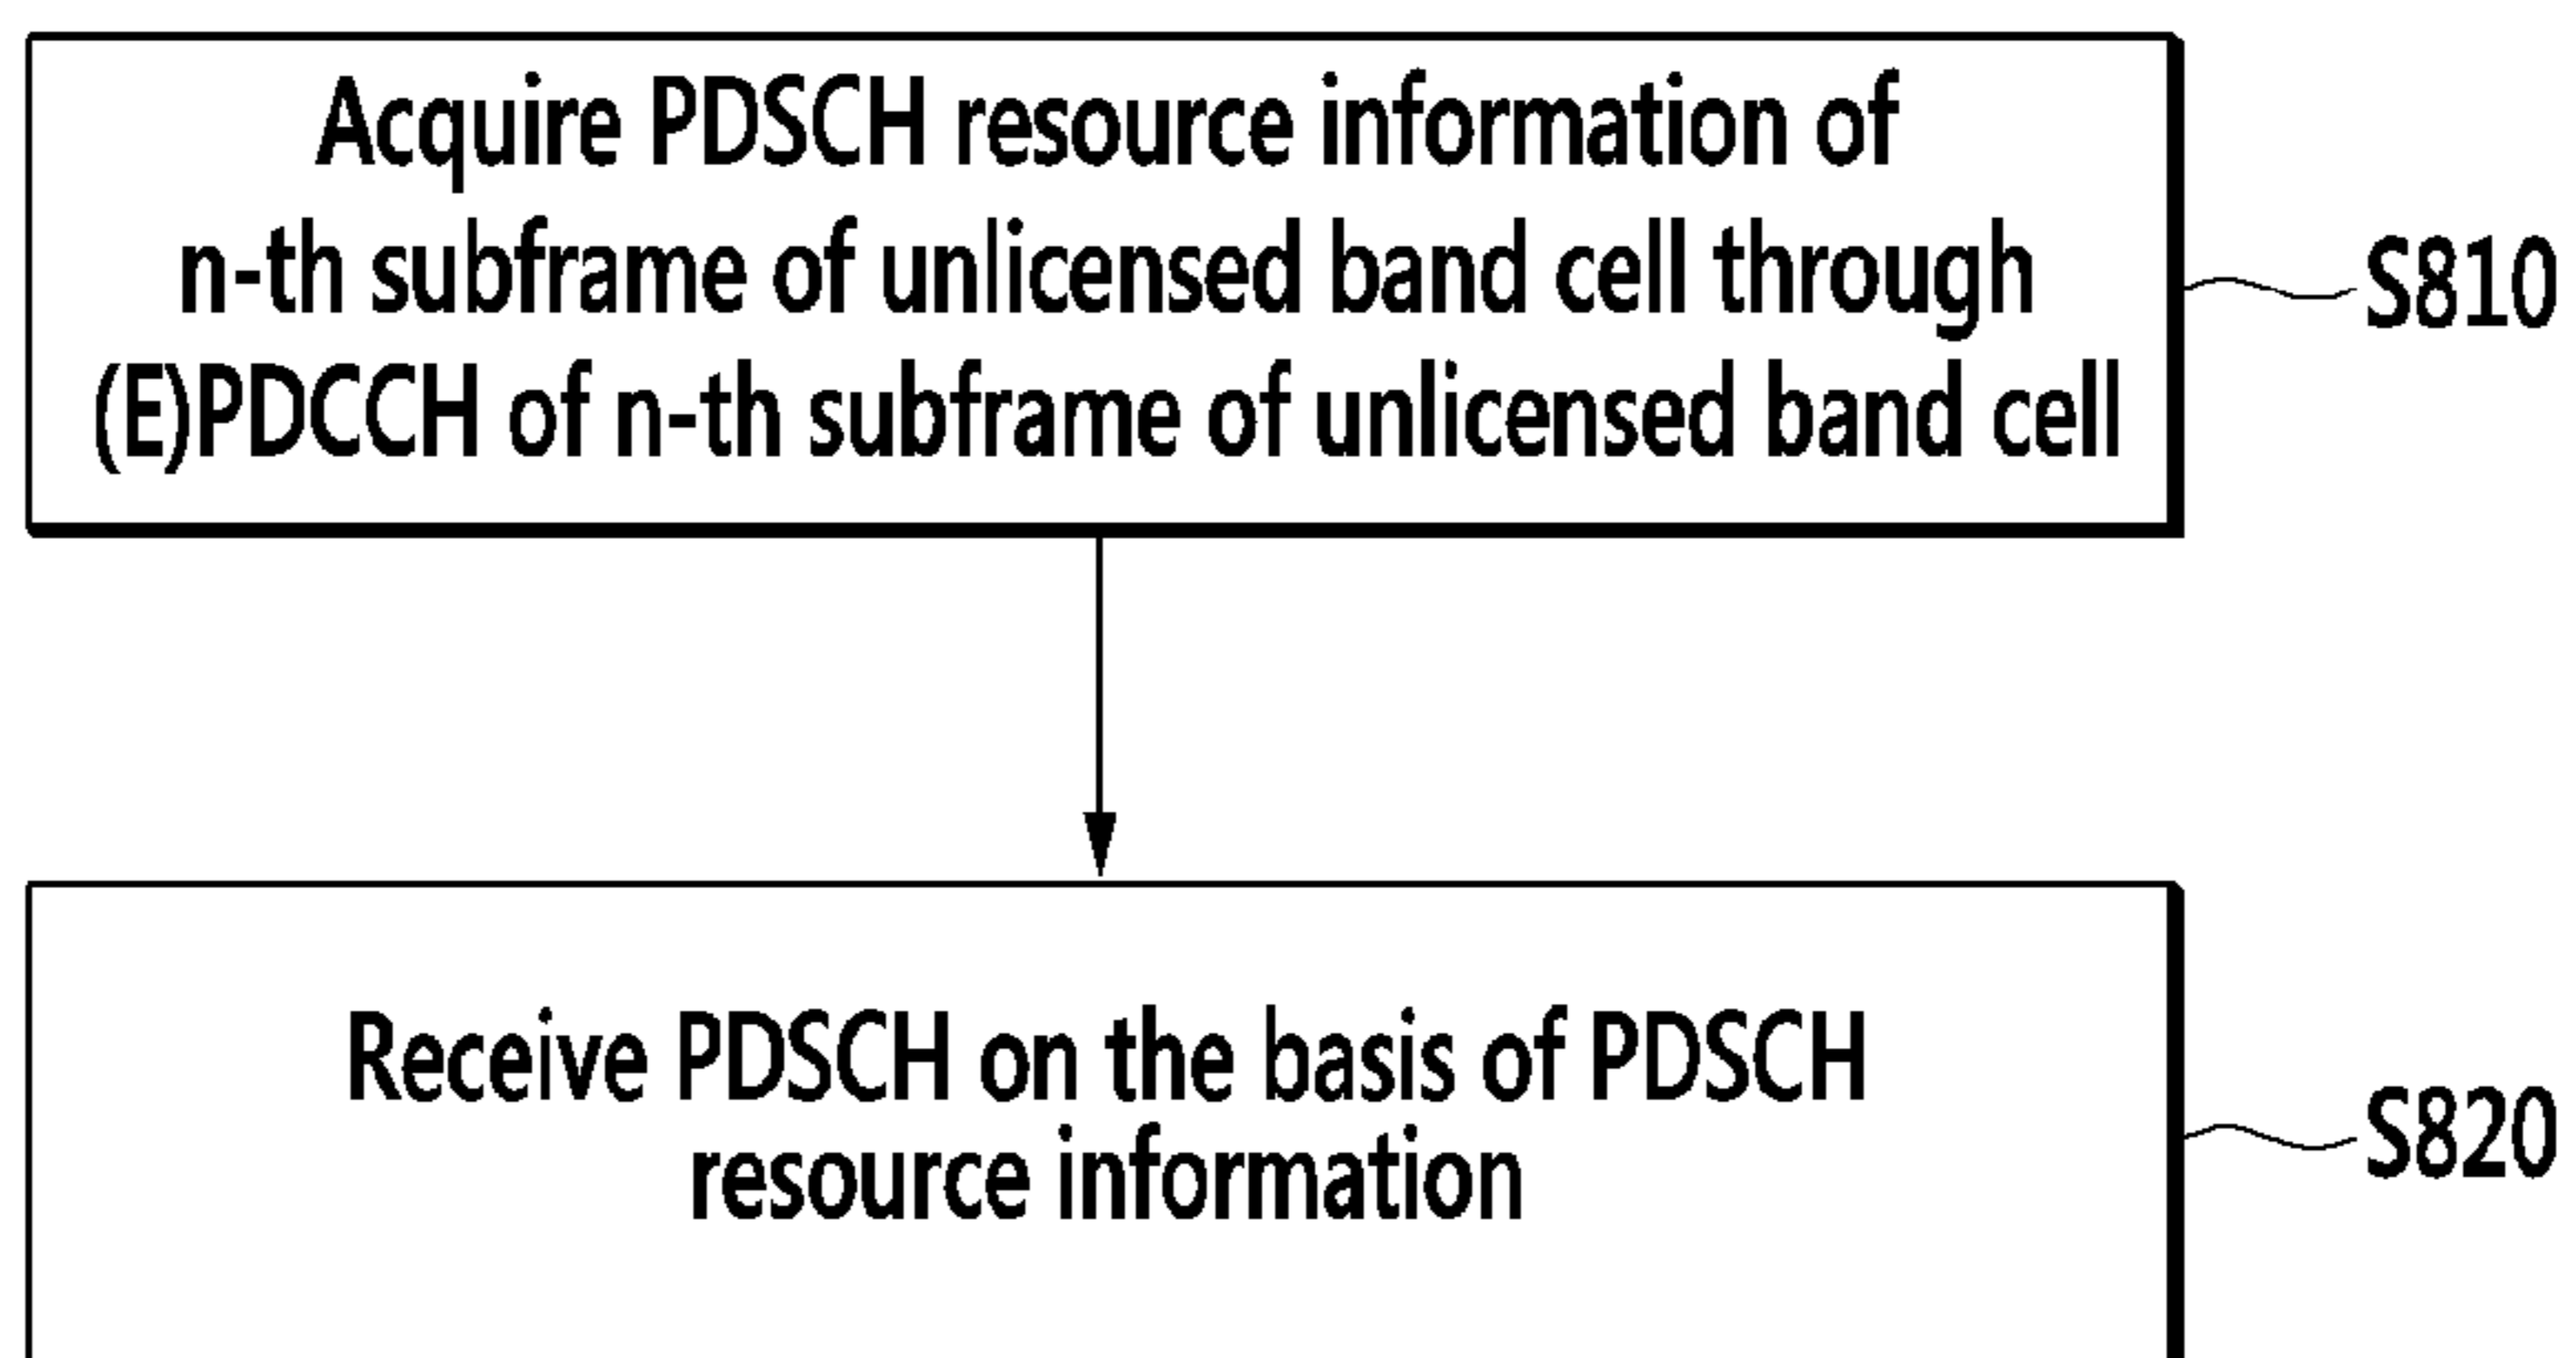 Acquire PDSCH resource information of
n-th subframe of unlicensed band cell through
(E)PDCCH of n-th subframe of unlicensed band cell
S810
Receive PDSCH on the basis of PDSCH
resource information
S820